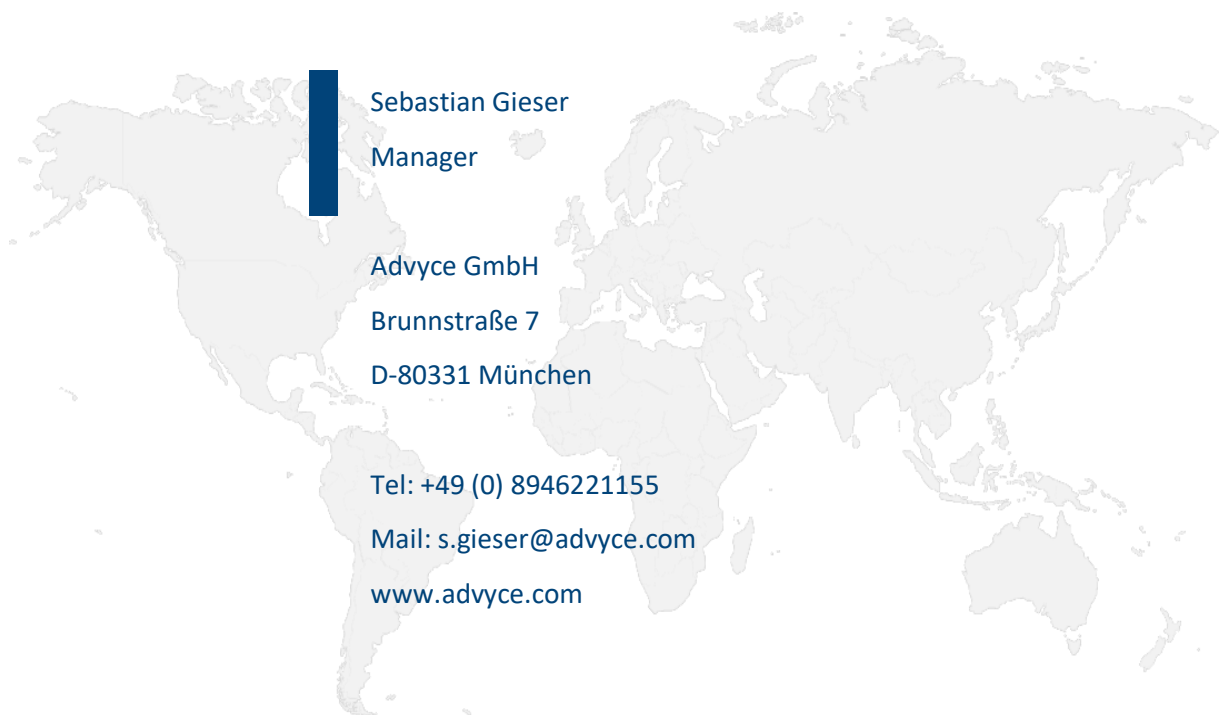 Sebastian Gieser
Manager
Advyce GmbH
Brunnstraße 7
D-80331 München
Tel: +49 (0) 8946221155
Mail: s.gieser@advyce.com
www.advyce.com